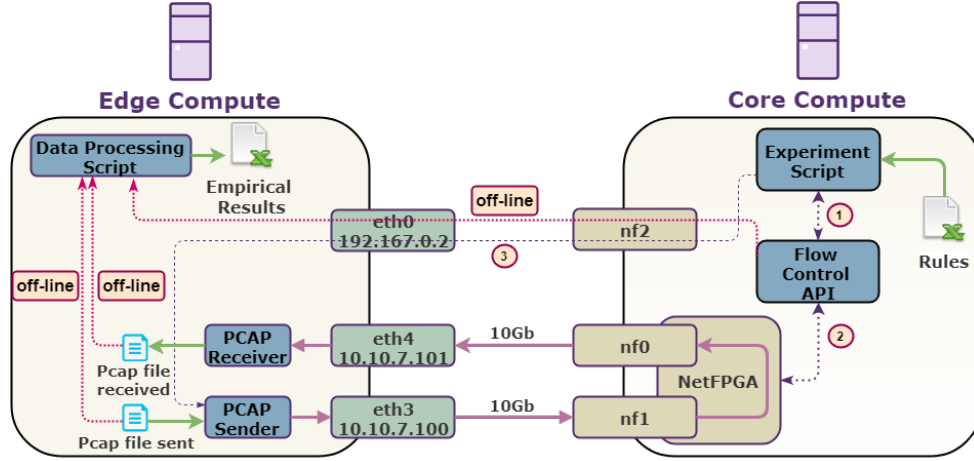 Edge Compute
Core Compute
Data Processing
Script
Empirical
Results
off-line
eth0
192.167.0.2
nf2
3
Experiment
Script
1
Flow
Control
API
Rules
off-line
off-line
2
PCAP
Receiver
eth4
10.10.7.101
10Gb
nf0
NetFPGA
Pcap file
received
PCAP
Sender
eth3
10.10.7.100
10Gb
nf1
Pcap file sent